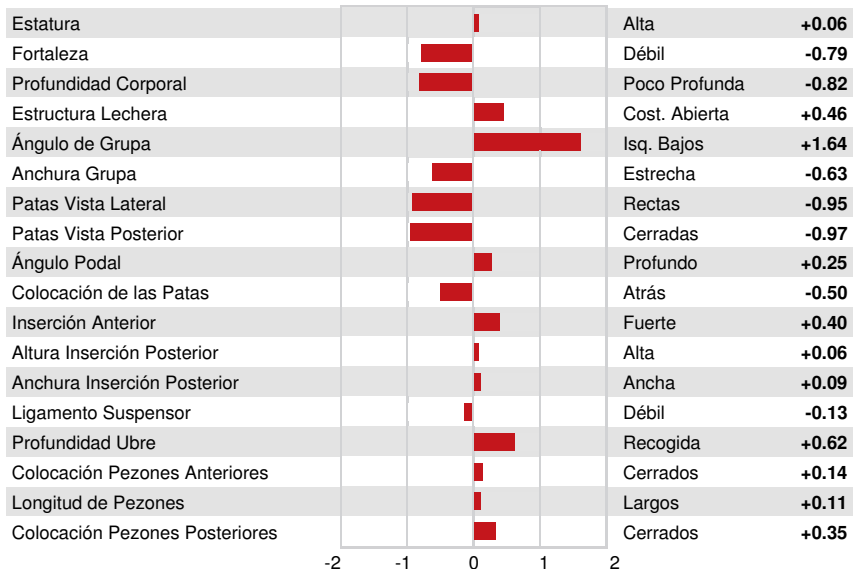 Estatura Alta +0.06
Fortaleza Débil -0.79
Profundidad Corporal Poco Profunda -0.82
Estructura Lechera Cost. Abierta +0.46
Ángulo de Grupa Isq. Bajos +1.64
Anchura Grupa Estrecha -0.63
Patas Vista Lateral Rectas -0.95
Patas Vista Posterior Cerradas -0.97
Ángulo Podal Profundo +0.25
Colocación de las Patas Atrás -0.50
Inserción Anterior Fuerte +0.40
Altura Inserción Posterior Alta +0.06
Anchura Inserción Posterior Ancha +0.09
Ligamento Suspensor Débil -0.13
Profundidad Ubre Recogida +0.62
Colocación Pezones Anteriores Cerrados +0.14
Longitud de Pezones Largos +0.11
Colocación Pezones Posteriores Cerrados +0.35
-2 -1 0 1 2